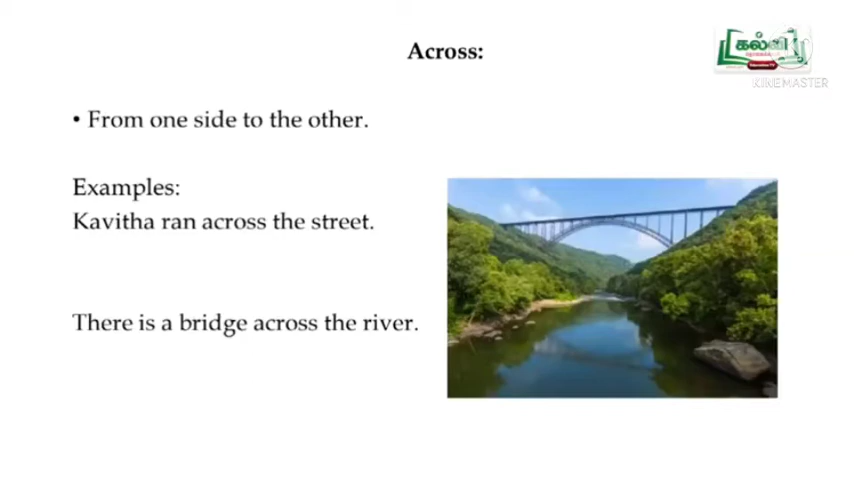 Across:
கல்வி
KINEMASTER
• From one side to the other.
Examples:
Kavitha ran across the street.
There is a bridge across the river.